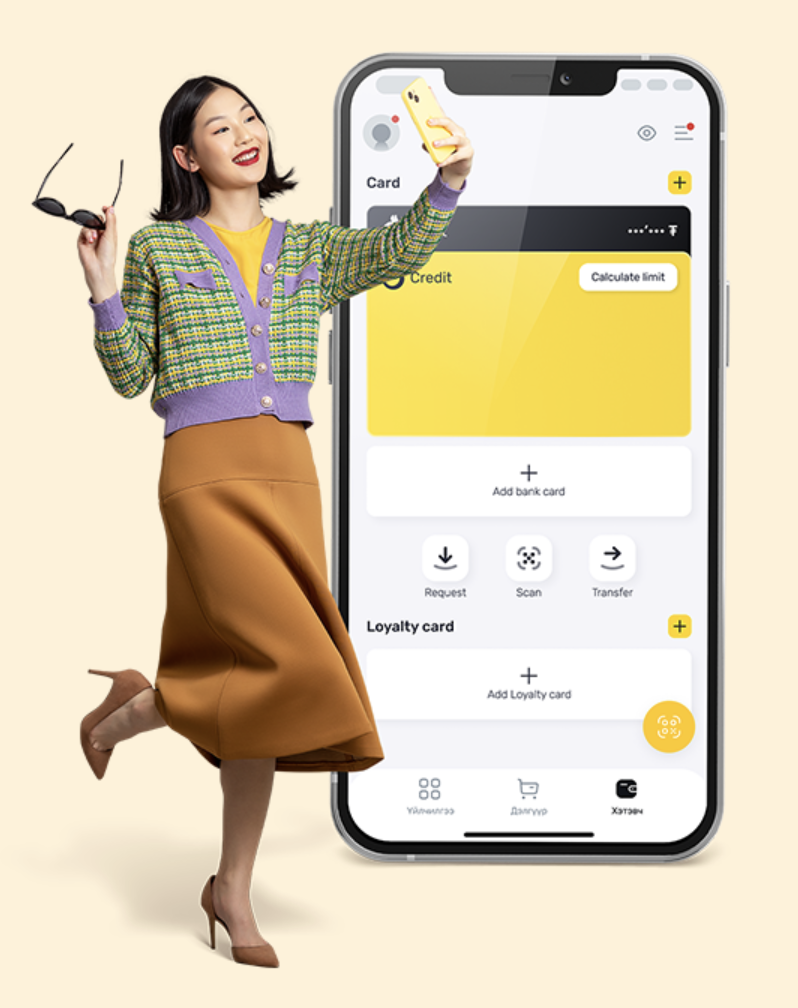 Card
•••'••• ₮
Credit
Calculate limit
Add bank card
Request
Scan
Transfer
Loyalty card
Add Loyalty card
Үйлчилгээ
Дэлгүүр
Хэтэвч